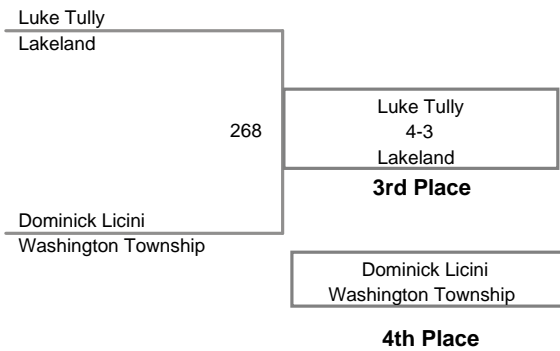 Luke Tully
Lakeland
268
Luke Tully
4-3
Lakeland
3rd Place
Dominick Licini
Washington Township
Dominick Licini
Washington Township
4th Place